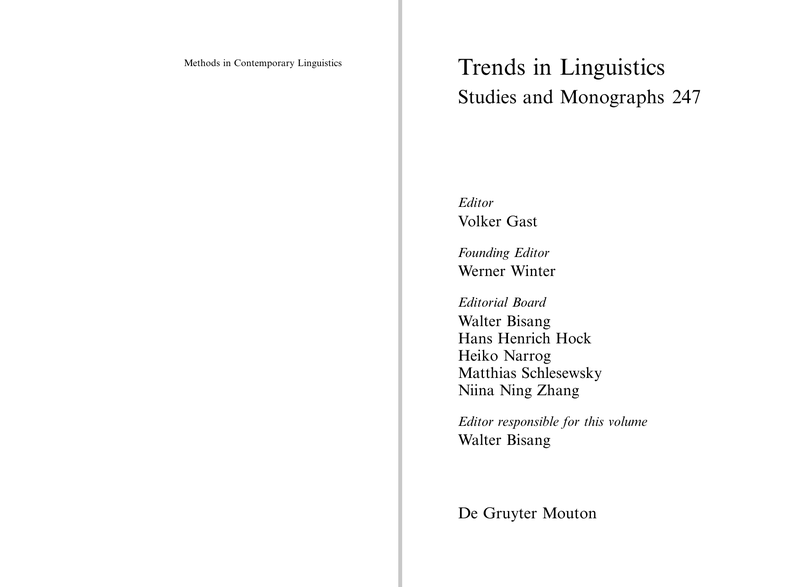 Methods in Contemporary Linguistics
Trends in Linguistics
Studies and Monographs 247
Editor
Volker Gast
Founding Editor
Werner Winter
Editorial Board
Walter Bisang
Hans Henrich Hock
Heiko Narrog
Matthias Schlesewsky
Niina Ning Zhang
Editor responsible for this volume
Walter Bisang
De Gruyter Mouton